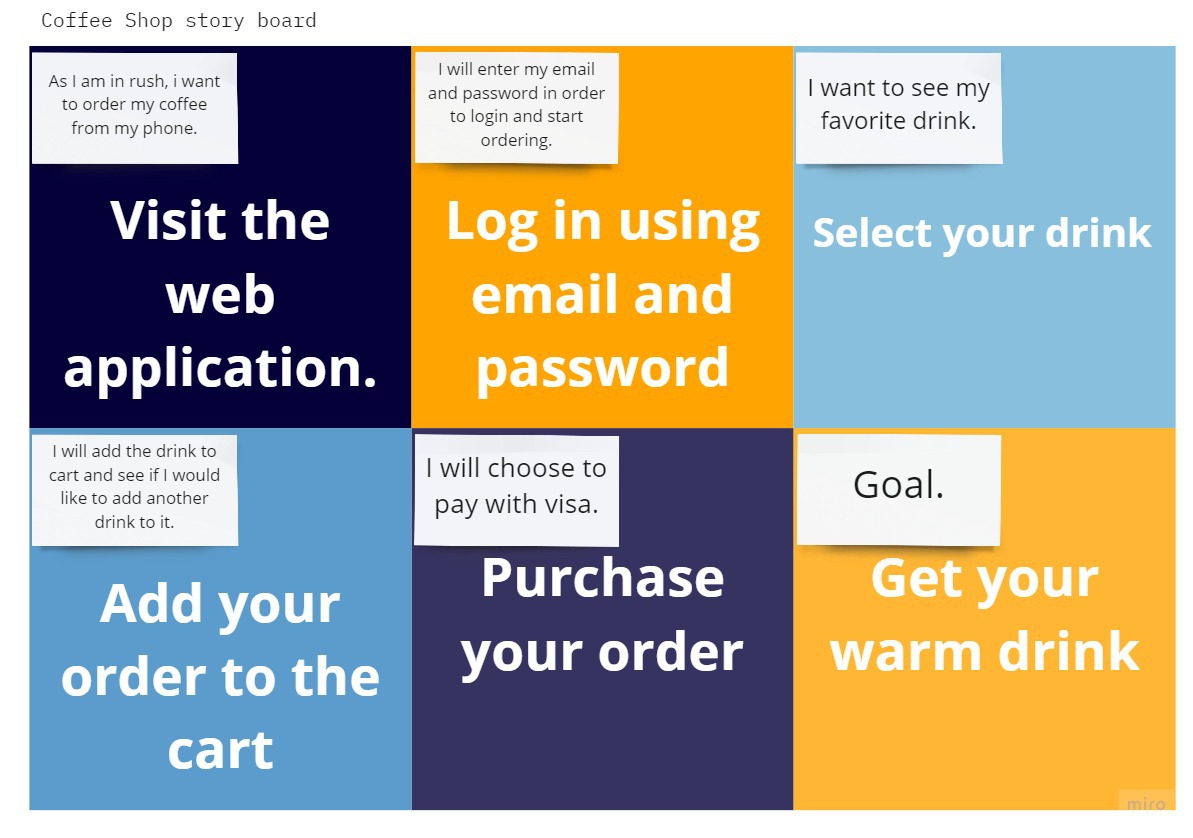 Coffee Shop story board
As I am in rush, i want
to order my coffee
from my phone.
Visit the
web
application.
I will enter my email
and password in order
to login and start
ordering.
Log in using
email and
password
I want to see my
favorite drink.
Select your drink
I will add the drink to
cart and see if I would
like to add another
drink to it.
Add your
order to the
cart
I will choose to
pay with visa.
Purchase
your order
Goal.
Get your
warm drink
miro